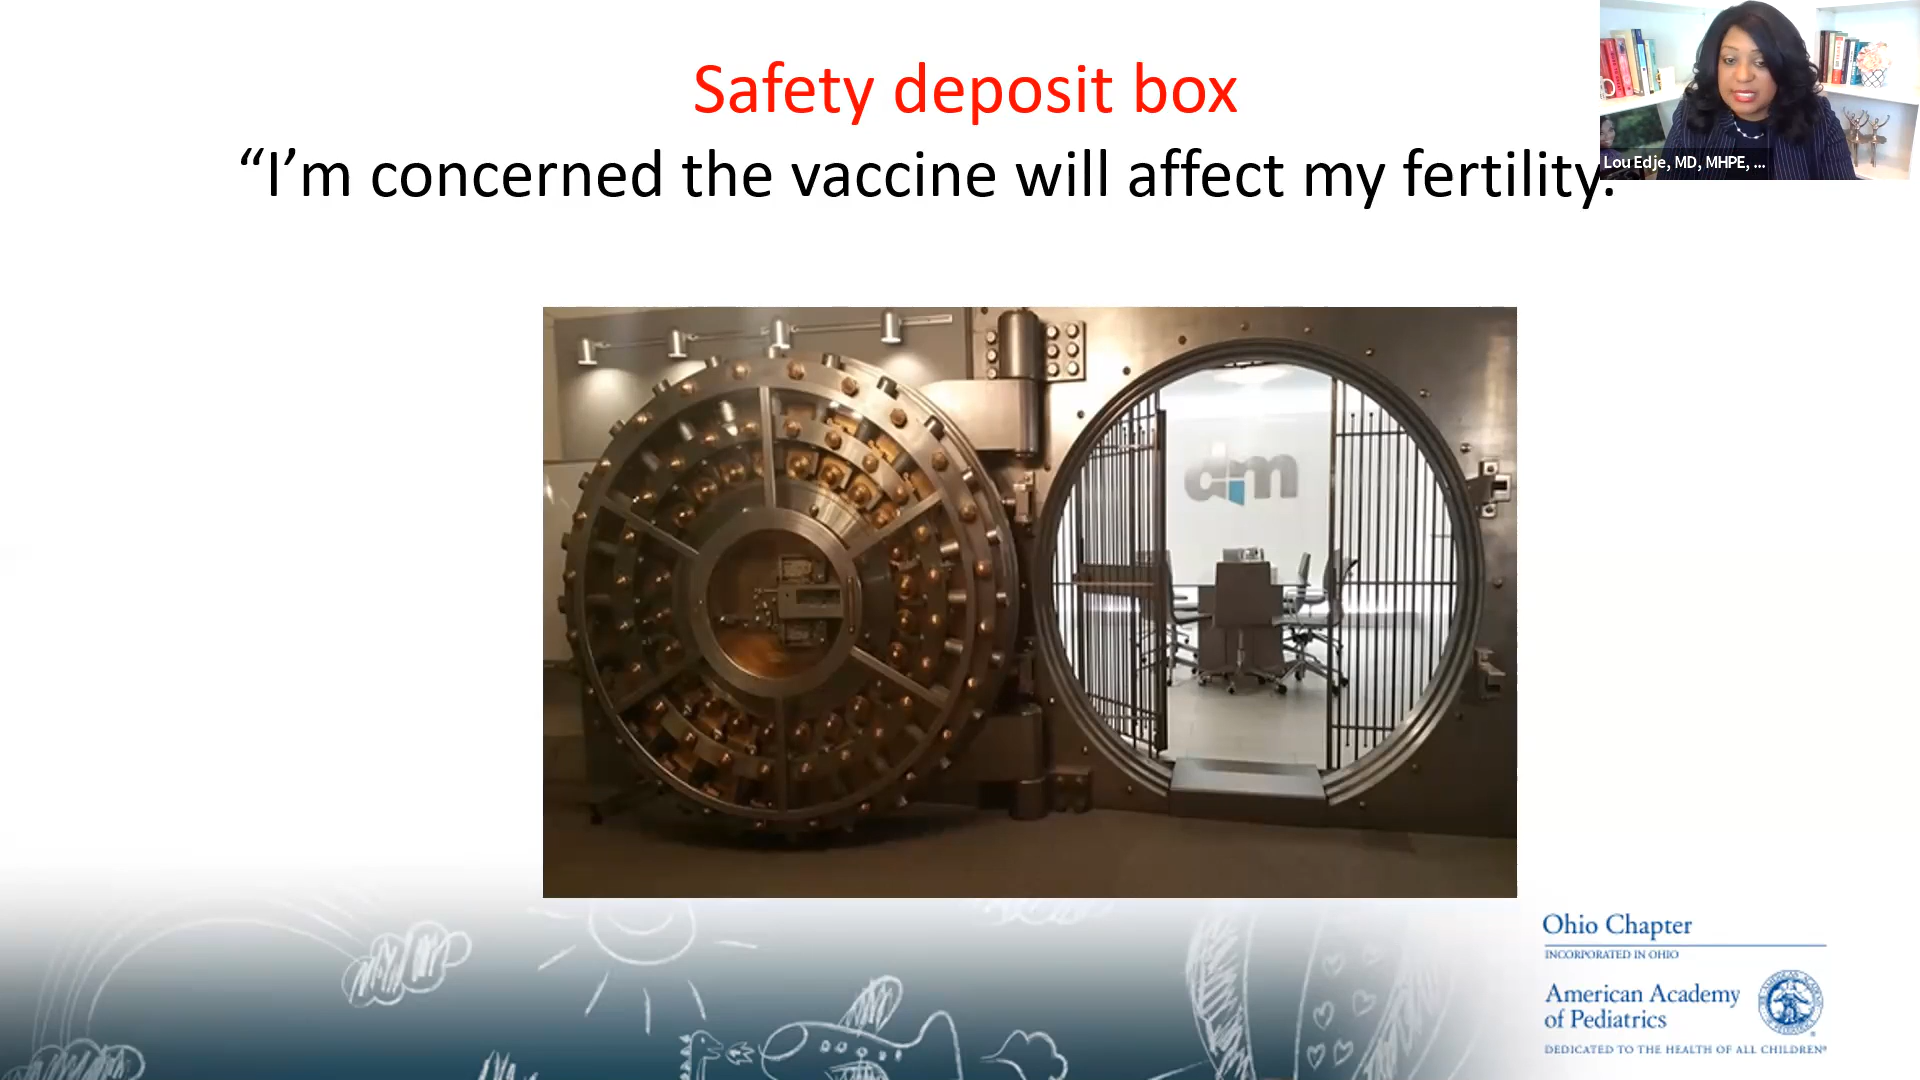 Safety deposit box
“I’m concerned the vaccine will affect my fertility.
Lou Edje, MD, MHPE, ...
dm
Ohio Chapter
INCORPORATED IN OHIO
American Academy
of Pediatrics
DEDICATED TO THE HEALTH OF ALL CHILDREN®